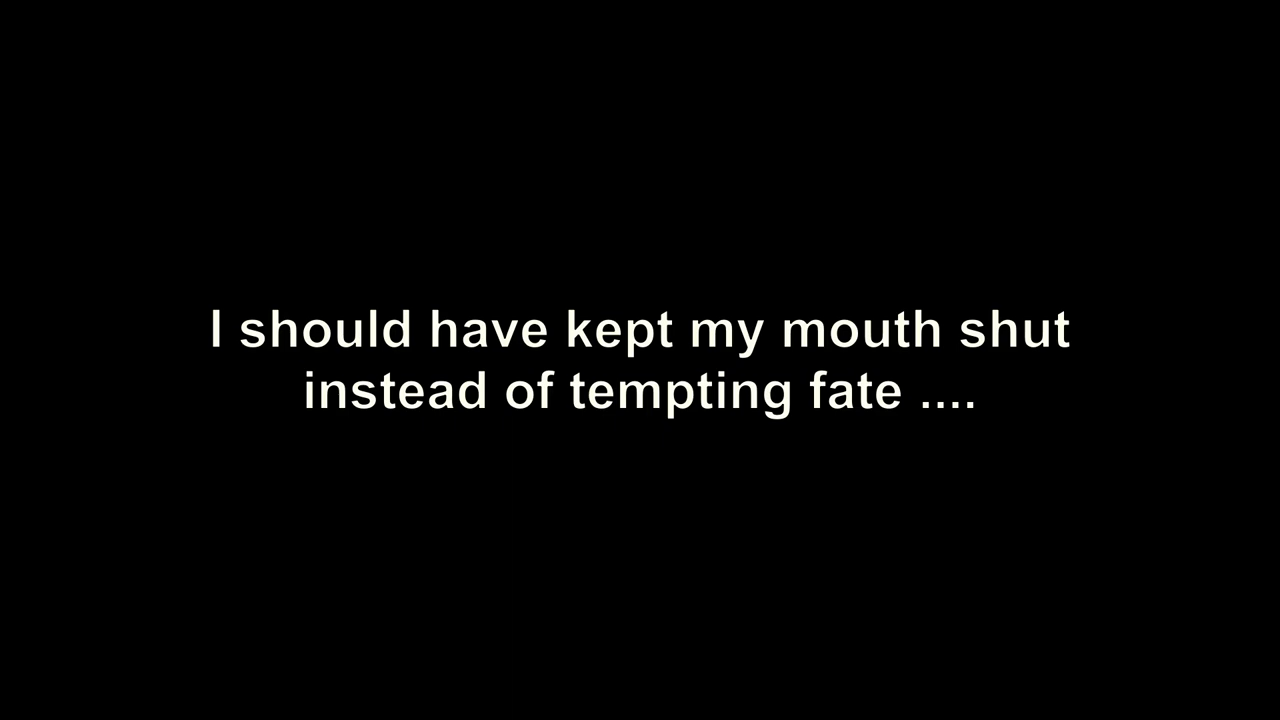 I should have kept my mouth shut
instead of tempting fate ....